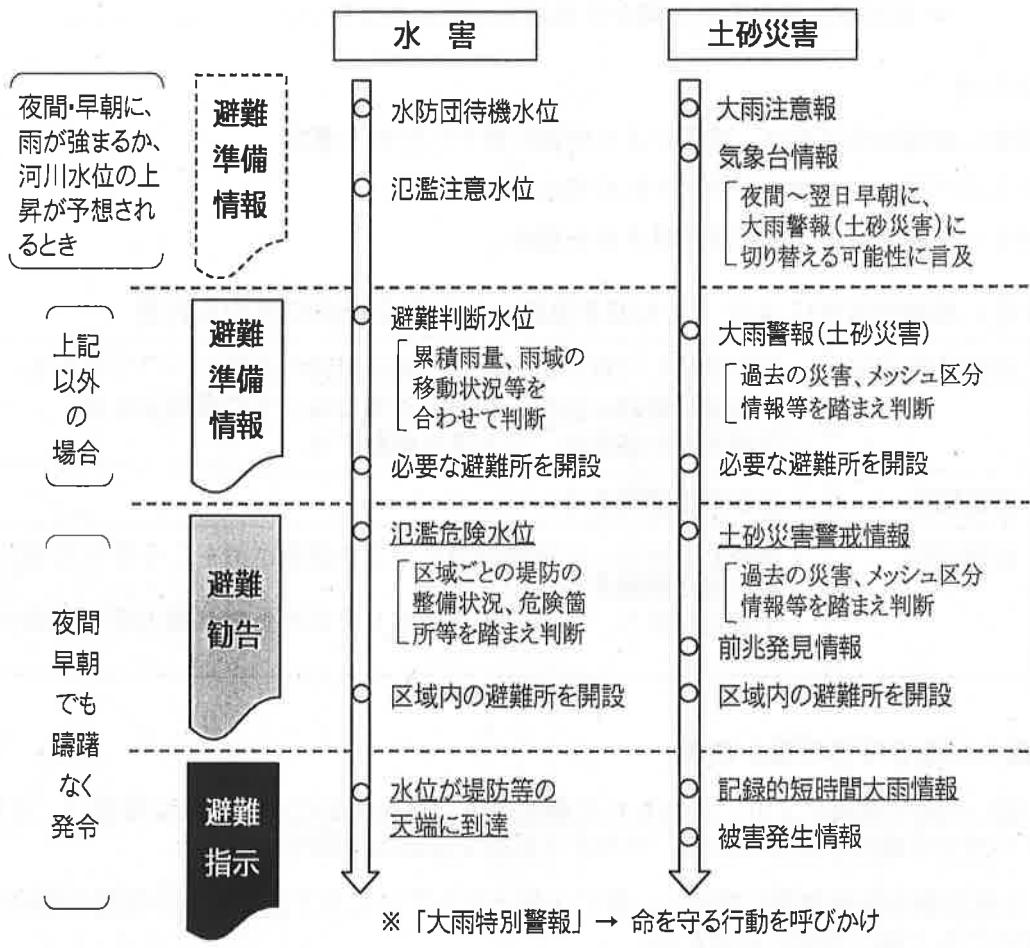 水 害
土砂災害
夜間・早朝に、
雨が強まるか、
河川水位の上
昇が予想され
るとき
避難
準備
情報
水防団待機水位
氾濫注意水位
大雨注意報
気象台情報
夜間～翌日早朝に、
大雨警報(土砂災害)に
切り替える可能性に言及
上記
以外
の
場合
避難
準備
情報
避難判断水位
累積雨量、雨域の
移動状況等を
合わせて判断
必要な避難所を開設
大雨警報(土砂災害)
過去の災害、メッシュ区分
情報等を踏まえ判断
必要な避難所を開設
夜間
早朝
でも
躊躇
なく
発令
避難
勧告
氾濫危険水位
区域ごとの堤防の
整備状況、危険箇
所等を踏まえ判断
区域内の避難所を開設
土砂災害警戒情報
過去の災害、メッシュ区分
情報等を踏まえ判断
前兆発見情報
区域内の避難所を開設
避難
指示
水位が堤防等の
天端に到達
記録的短時間大雨情報
被害発生情報
※「大雨特別警報」→ 命を守る行動を呼びかけ